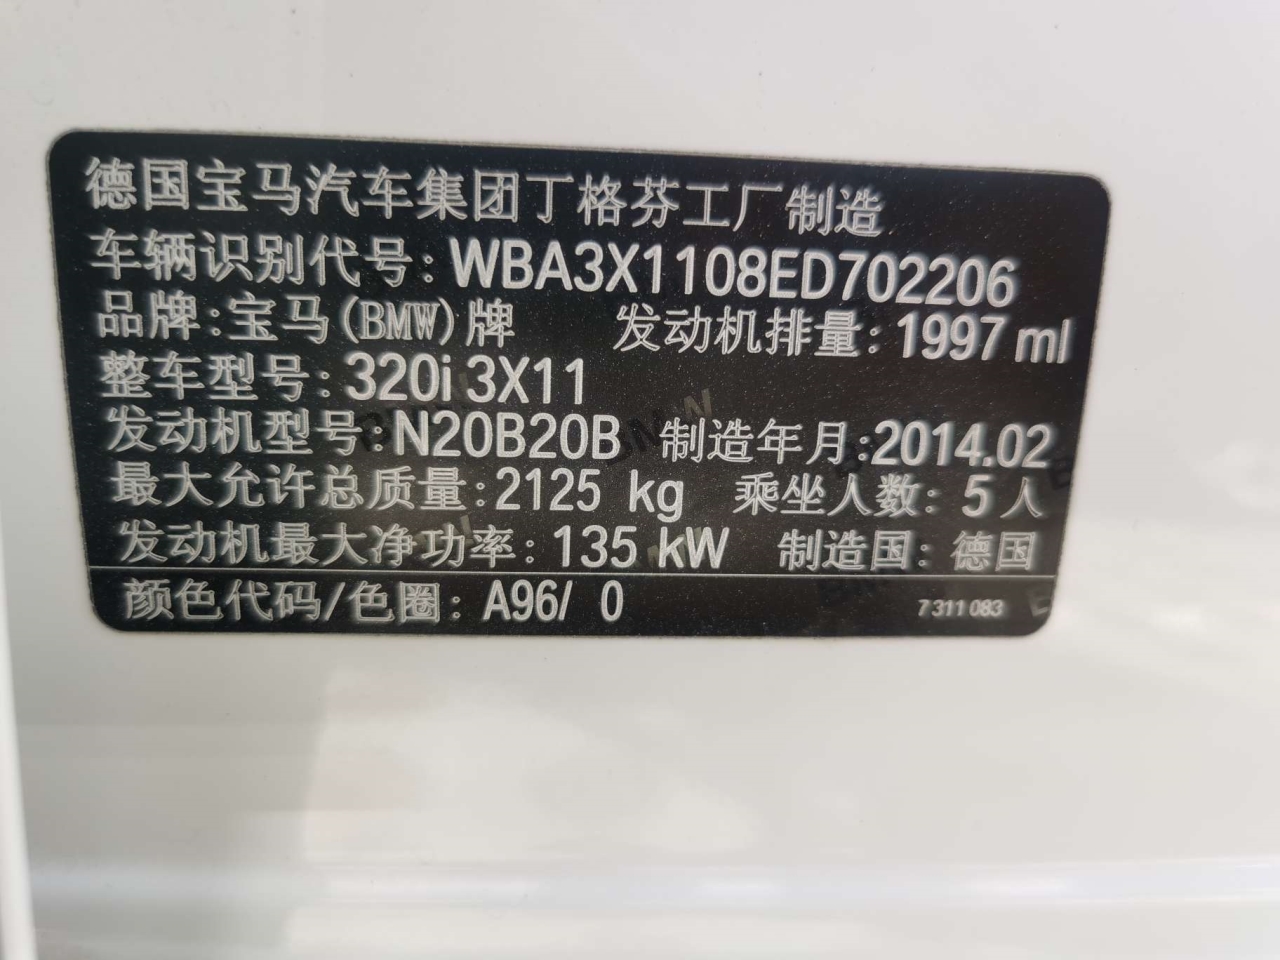 德国宝马汽车集团丁格芬工厂制造
车辆识别代号: WBA3X1108ED702206
品牌:宝马(BMW)牌 发动机排量: 1997 ml
整车型号: 320i 3X11
发动机型号: N20B20B 制造年月:2014.02
最大允许总质量: 2125 kg 乘坐人数: 5 人
发动机最大净功率: 135 kW 制造国: 德国
颜色代码/色圈: A96/ 0 7 311 083